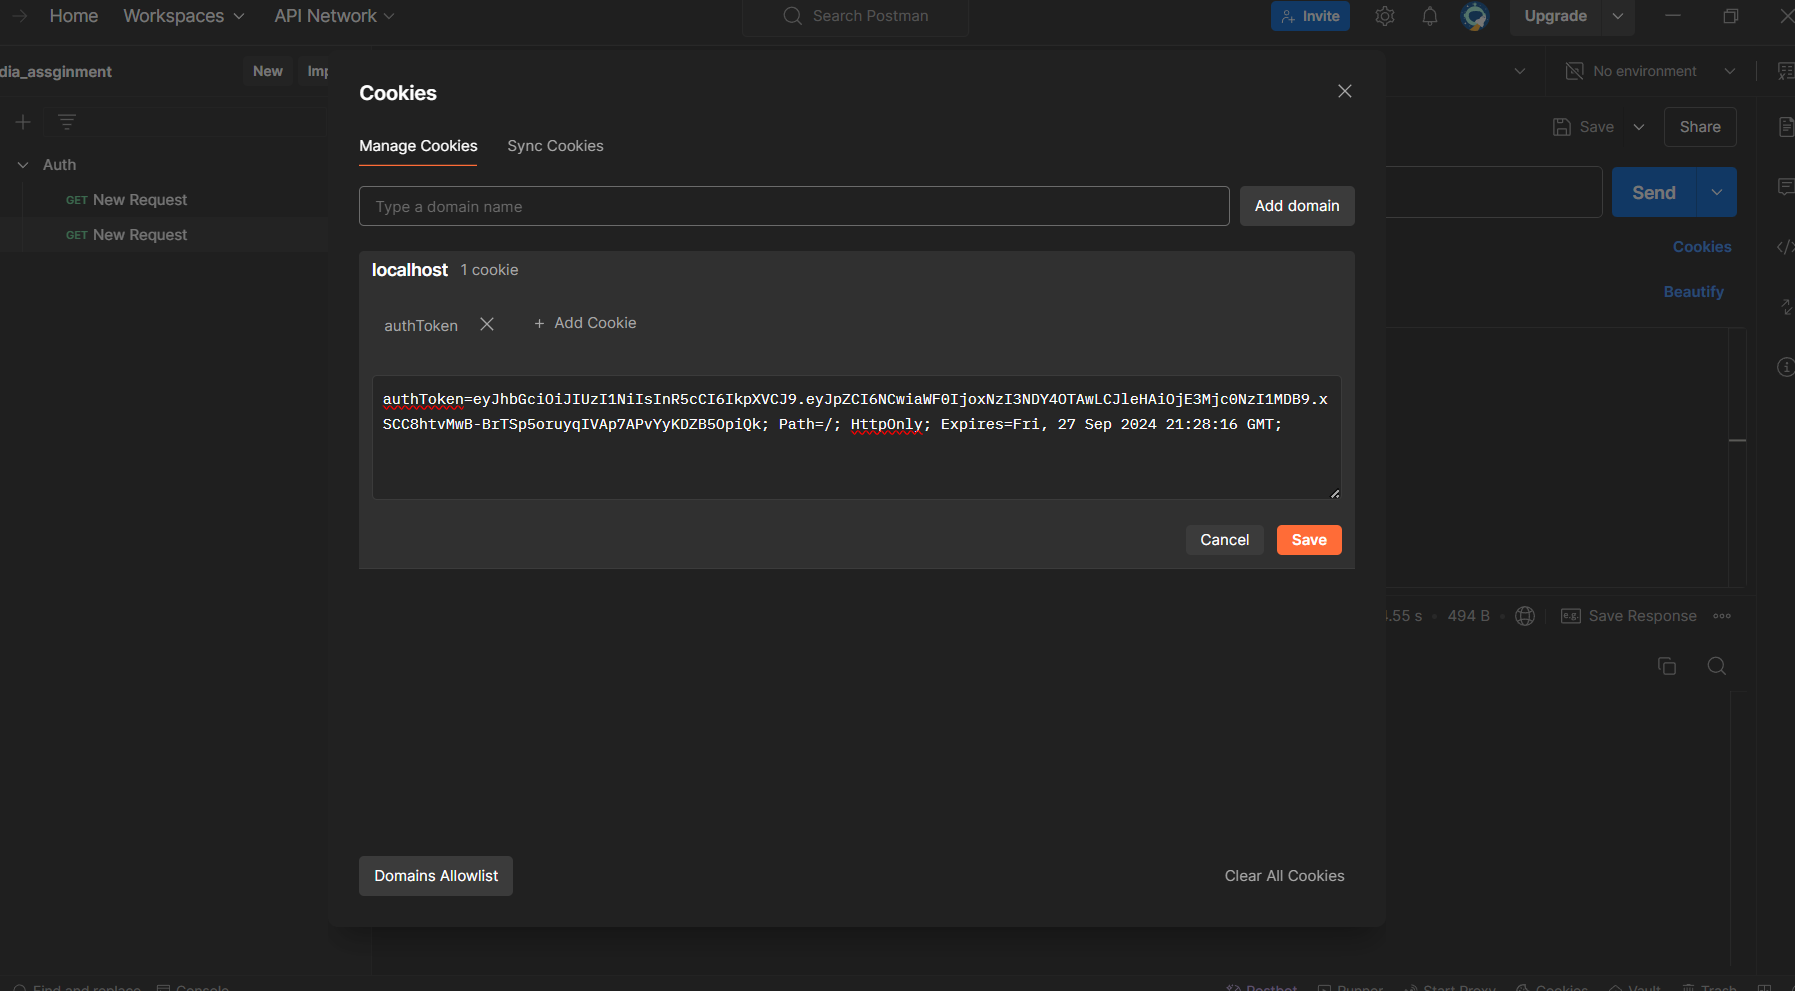 Home Workspaces API Network Search Postman Invite Upgrade
dia_assginment New Imp No environment
Cookies
Save Share
Manage Cookies Sync Cookies
Auth
GET New Request
Type a domain name Add domain Send
GET New Request
Cookies
localhost 1 cookie
Beautify
authToken + Add Cookie
authToken=eyJhbGciOiJIUzI1NiIsInR5cCI6IkpXVCJ9.eyJpZCI6NCwiaWF0IjoxNzI3NDY4OTAwLCJleHAiOjE3Mjc0NzI1MDB9.x
SCC8htvMwB-BrTSp5oruyqIVAp7APvYyKDZB5OpiQk; Path=/; HttpOnly; Expires=Fri, 27 Sep 2024 21:28:16 GMT;
Cancel Save
.55 s 494 B e.g. Save Response
Domains Allowlist Clear All Cookies
Find and replace Console Postbot Runner Start Proxy Cookies Vault Trash